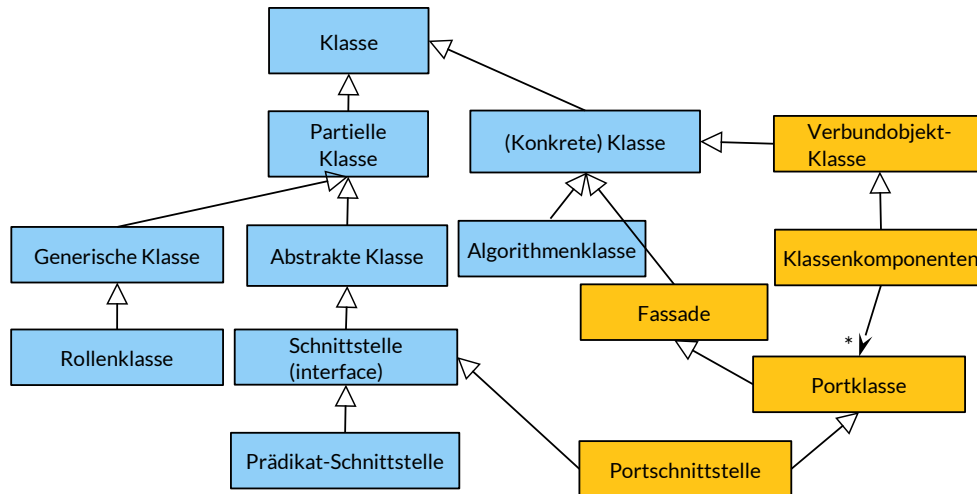 Klasse
Partielle
Klasse
(Konkrete) Klasse
Verbundobjekt-
Klasse
Generische Klasse
Abstrakte Klasse
Algorithmenklasse
Klassenkomponenten
Fassade
Rollenklasse
Schnittstelle
(interface)
*
Portklasse
Prädikat-Schnittstelle
Portschnittstelle